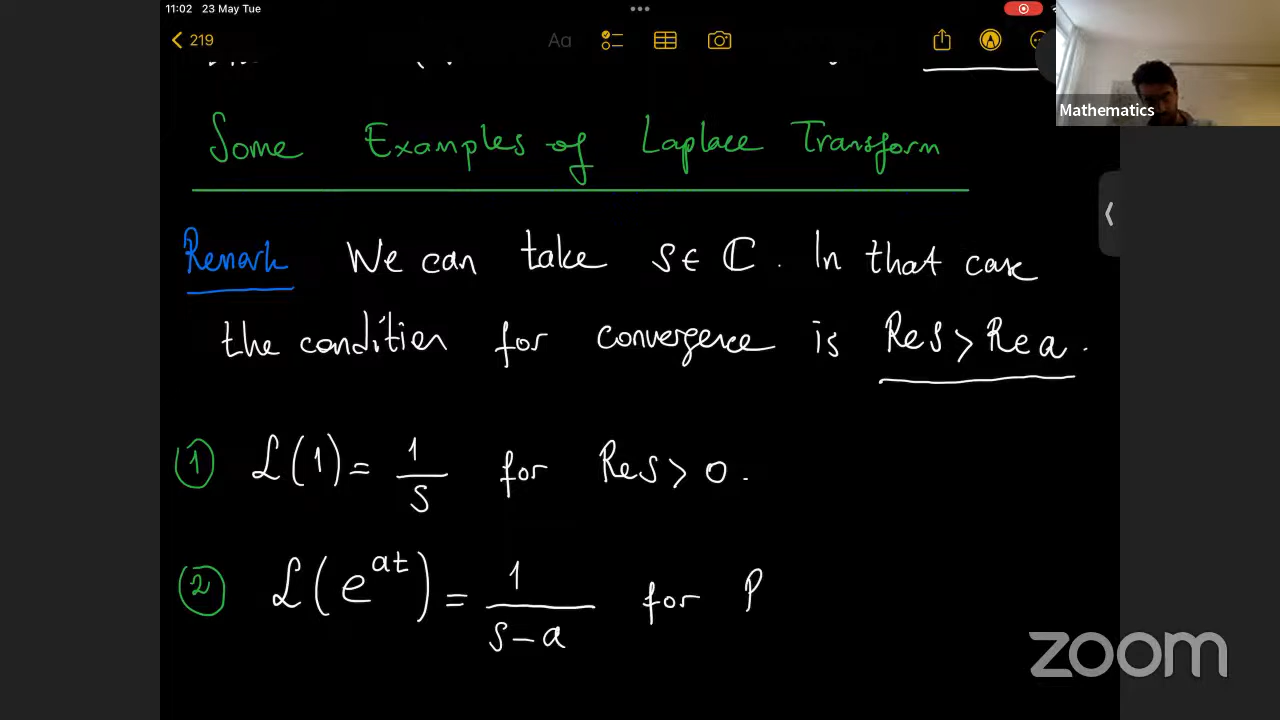 11:02 23 May Tue
219
Aa
Mathematics
Some Examples of Laplace Transform
Remark We can take s ∈ ℂ. In that case
the condition for convergence is Re s > Re a.
① ℒ(1) = 1/s for Re s > 0.
② ℒ(e^{at}) = 1/(s-a) for P
zoom